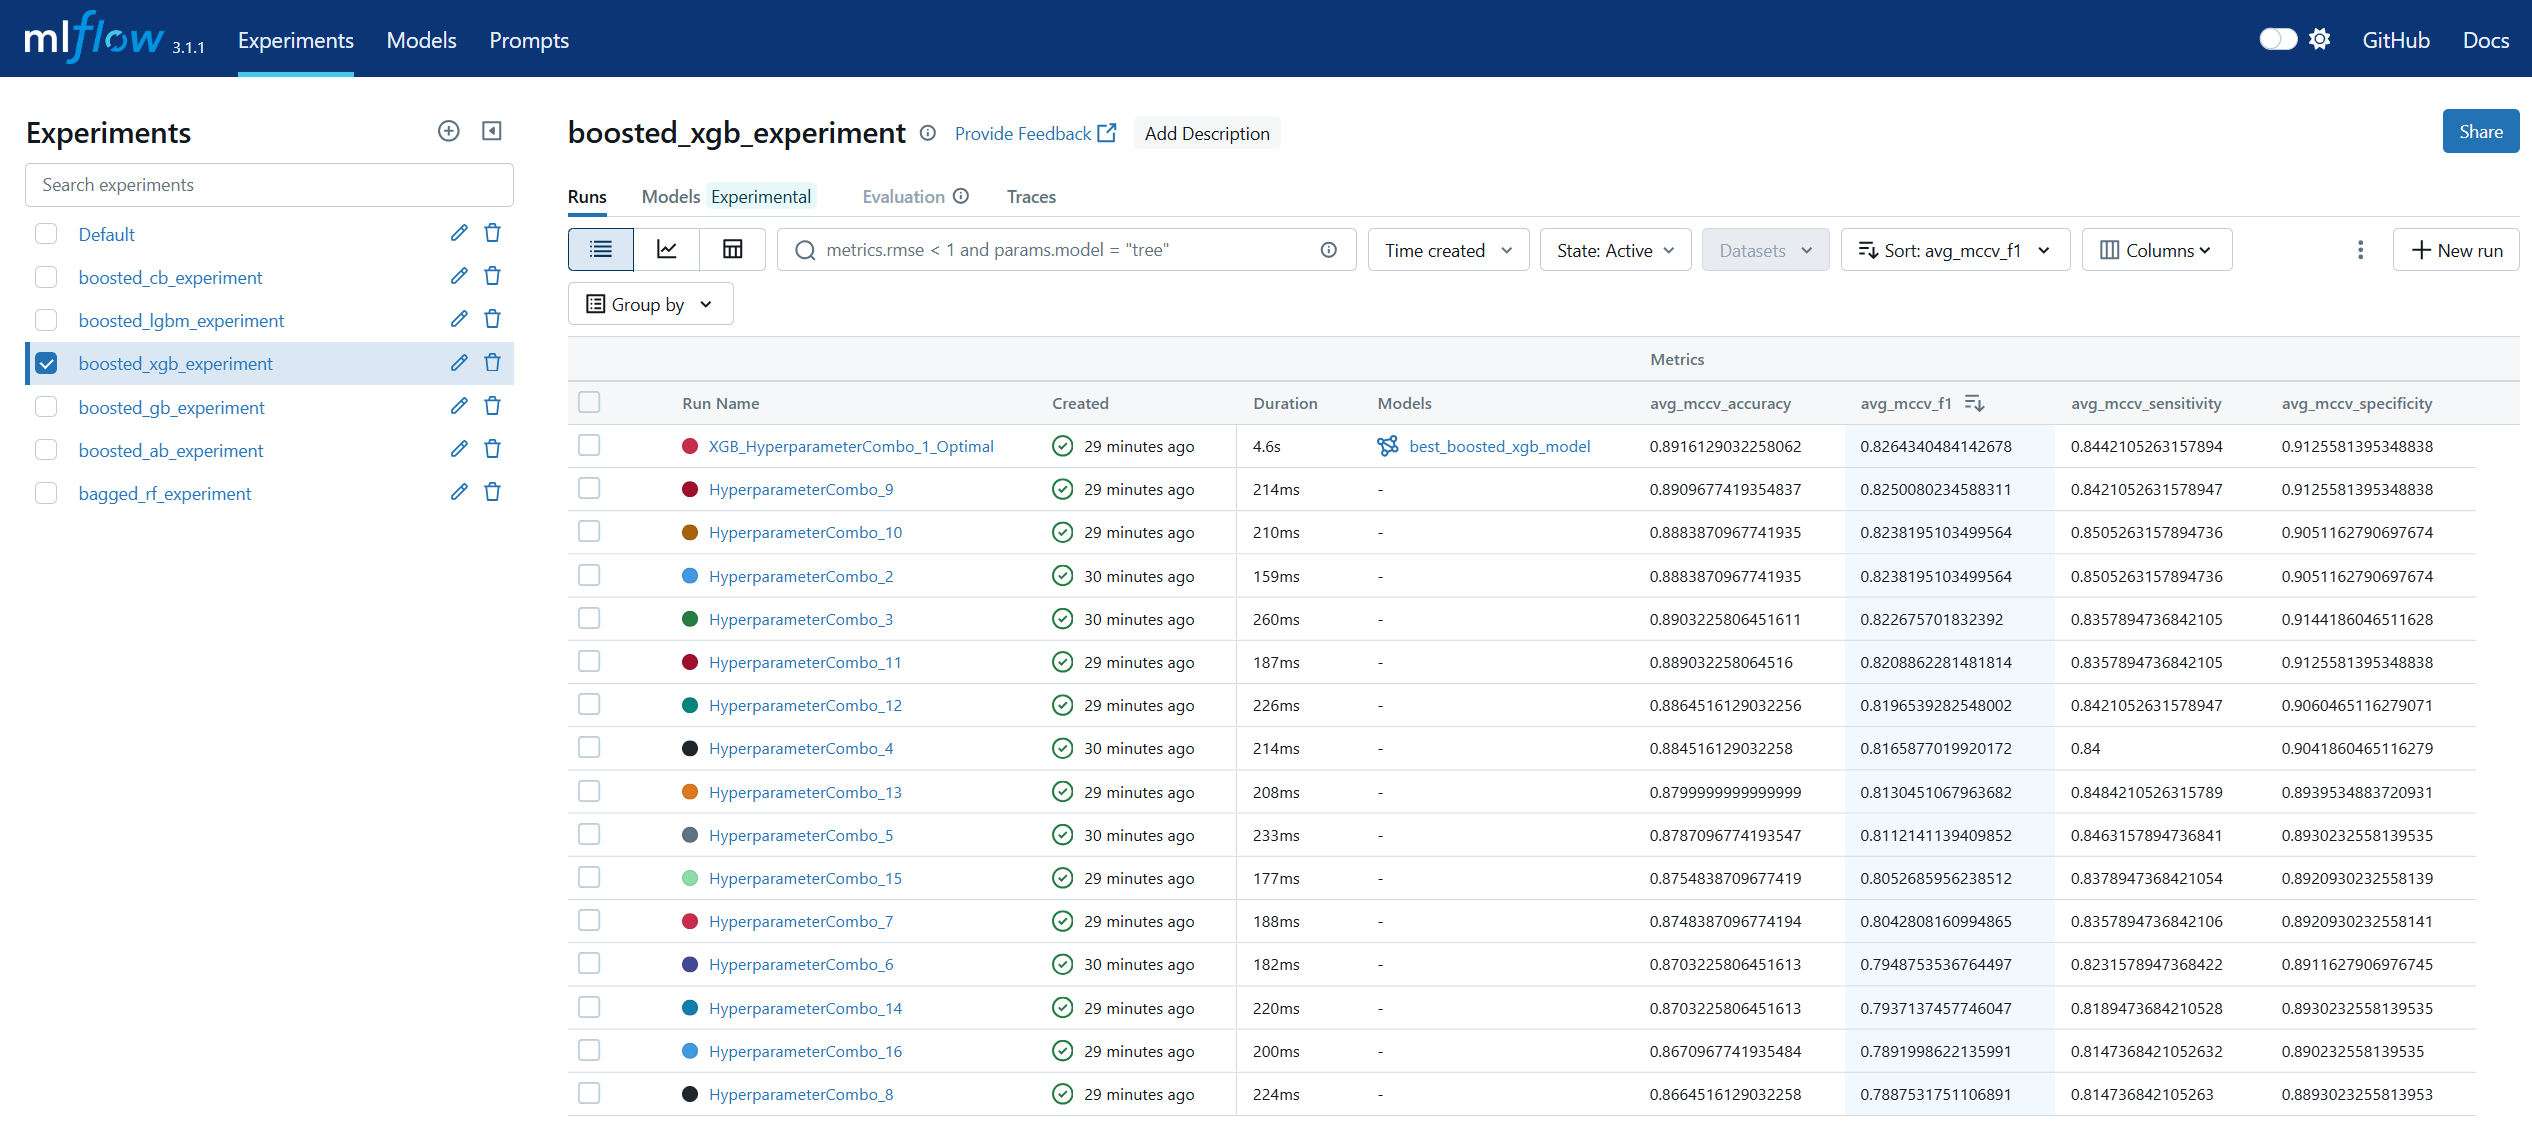 mlflow 3.1.1 Experiments Models Prompts GitHub Docs
Experiments
Search experiments
Default
boosted_cb_experiment
boosted_lgbm_experiment
boosted_xgb_experiment
boosted_gb_experiment
boosted_ab_experiment
bagged_rf_experiment
boosted_xgb_experiment Provide Feedback Add Description Share
Runs Models Experimental Evaluation Traces
metrics.rmse < 1 and params.model = "tree" Time created State: Active Datasets Sort: avg_mccv_f1 Columns New run
Group by
Metrics
Run Name Created Duration Models avg_mccv_accuracy avg_mccv_f1 avg_mccv_sensitivity avg_mccv_specificity
XGB_HyperparameterCombo_1_Optimal 29 minutes ago 4.6s best_boosted_xgb_model 0.8916129032258062 0.8264340484142678 0.8442105263157894 0.9125581395348838
HyperparameterCombo_9 29 minutes ago 214ms - 0.8909677419354837 0.8250080234588311 0.8421052631578947 0.9125581395348838
HyperparameterCombo_10 29 minutes ago 210ms - 0.8883870967741935 0.8238195103499564 0.8505263157894736 0.9051162790697674
HyperparameterCombo_2 30 minutes ago 159ms - 0.8883870967741935 0.8238195103499564 0.8505263157894736 0.9051162790697674
HyperparameterCombo_3 30 minutes ago 260ms - 0.8903225806451611 0.822675701832392 0.8357894736842105 0.9144186046511628
HyperparameterCombo_11 29 minutes ago 187ms - 0.889032258064516 0.8208862281481814 0.8357894736842105 0.9125581395348838
HyperparameterCombo_12 29 minutes ago 226ms - 0.8864516129032256 0.8196539282548002 0.8421052631578947 0.9060465116279071
HyperparameterCombo_4 30 minutes ago 214ms - 0.884516129032258 0.8165877019920172 0.84 0.9041860465116279
HyperparameterCombo_13 29 minutes ago 208ms - 0.8799999999999999 0.8130451067963682 0.8484210526315789 0.8939534883720931
HyperparameterCombo_5 30 minutes ago 233ms - 0.8787096774193547 0.8112141139409852 0.8463157894736841 0.8930232558139535
HyperparameterCombo_15 29 minutes ago 177ms - 0.8754838709677419 0.8052685956238512 0.8378947368421054 0.8920930232558139
HyperparameterCombo_7 29 minutes ago 188ms - 0.8748387096774194 0.8042808160994865 0.8357894736842106 0.8920930232558141
HyperparameterCombo_6 30 minutes ago 182ms - 0.8703225806451613 0.7948753536764497 0.8231578947368422 0.8911627906976745
HyperparameterCombo_14 29 minutes ago 220ms - 0.8703225806451613 0.7937137457746047 0.8189473684210528 0.8930232558139535
HyperparameterCombo_16 29 minutes ago 200ms - 0.8670967741935484 0.7891998622135991 0.8147368421052632 0.890232558139535
HyperparameterCombo_8 29 minutes ago 224ms - 0.8664516129032258 0.7887531751106891 0.814736842105263 0.8893023255813953